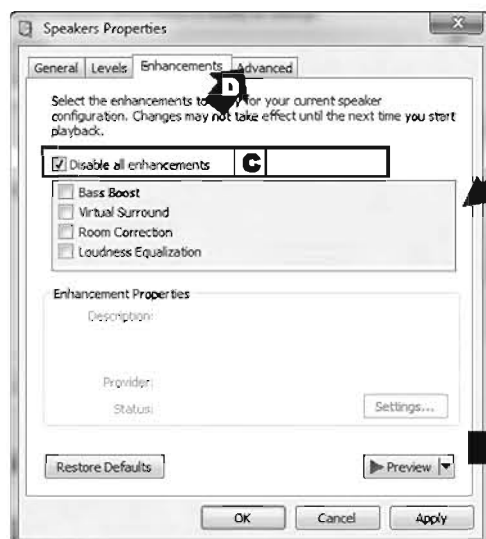 Speakers Properties
X
General Levels Enhancements Advanced
D
Select the enhancements to for your current speaker
configuration. Changes may not take effect until the next time you start
playback.
Disable all enhancements C
Bass Boost
Virtual Surround
Room Correction
Loudness Equalization
Enhancement Properties
Description:
Provider:
Status:
Settings...
Restore Defaults
Preview
OK Cancel Apply